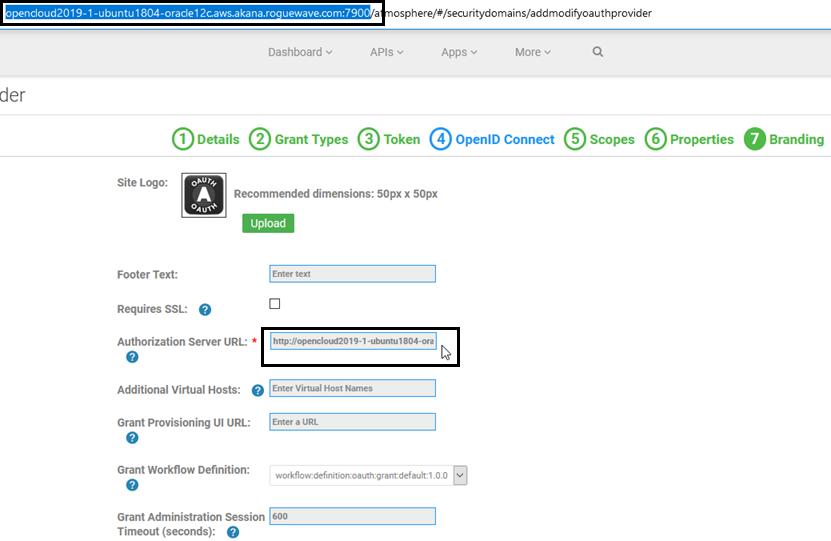 opencloud2019-1-ubuntu1804-oracle12c.aws.akana.roguewave.com:7900/atmosphere/#/securitydomains/addmodifyoauthprovider
Dashboard APIs Apps More
der
1 Details 2 Grant Types 3 Token 4 OpenID Connect 5 Scopes 6 Properties 7 Branding
Site Logo: OAUTH A OAUTH Recommended dimensions: 50px x 50px
Upload
Footer Text: Enter text
Requires SSL: ?
Authorization Server URL: * http://opencloud2019-1-ubuntu1804-ora
?
Additional Virtual Hosts: ? Enter Virtual Host Names
Grant Provisioning UI URL: Enter a URL
?
Grant Workflow Definition: workflow:definition:oauth:grant:default:1.0.0
?
Grant Administration Session 600
Timeout (seconds): ?